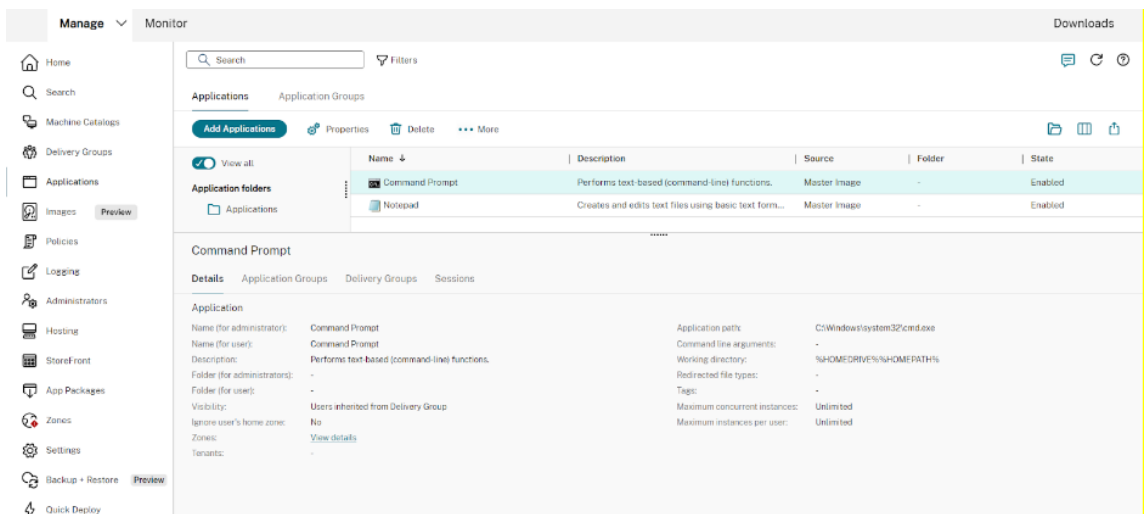 Manage Monitor Downloads
Home
Search
Machine Catalogs
Delivery Groups
Applications
Images Preview
Policies
Logging
Administrators
Hosting
StoreFront
App Packages
Zones
Settings
Backup + Restore Preview
Quick Deploy
Search Filters
Applications Application Groups
Add Applications Properties Delete More
View all
Application folders
Applications
Name Description Source Folder State
Command Prompt Performs text-based (command-line) functions. Master Image - Enabled
Notepad Creates and edits text files using basic text form... Master Image - Enabled
Command Prompt
Details Application Groups Delivery Groups Sessions
Application
Name (for administrator): Command Prompt
Name (for user): Command Prompt
Description: Performs text-based (command-line) functions.
Folder (for administrators): -
Folder (for user): -
Visibility: Users inherited from Delivery Group
Ignore user's home zone: No
Zones: View details
Tenants: -
Application path: C:\Windows\system32\cmd.exe
Command line arguments: -
Working directory: %HOMEDRIVE%%HOMEPATH%
Redirected file types: -
Tags: -
Maximum concurrent instances: Unlimited
Maximum instances per user: Unlimited